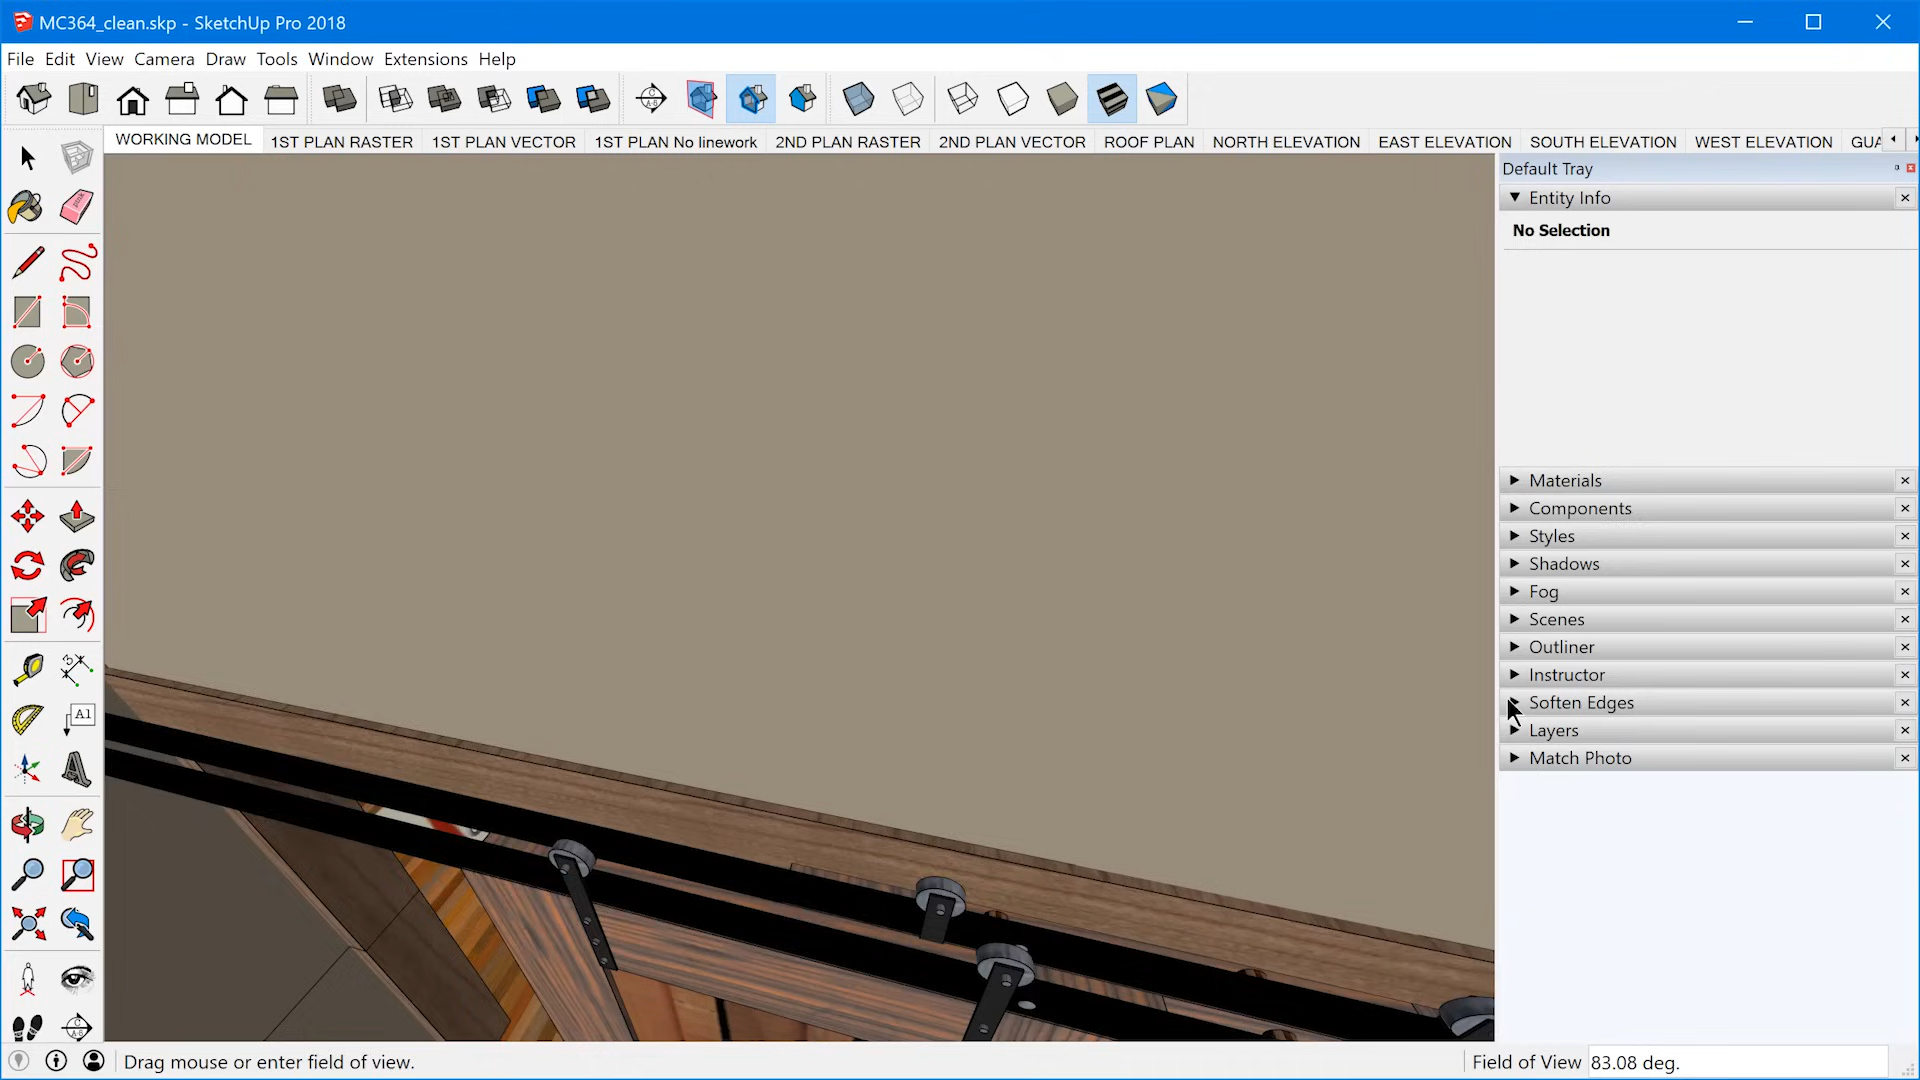 MC364_clean.skp - SketchUp Pro 2018
File Edit View Camera Draw Tools Window Extensions Help
WORKING MODEL 1ST PLAN RASTER 1ST PLAN VECTOR 1ST PLAN No linework 2ND PLAN RASTER 2ND PLAN VECTOR ROOF PLAN NORTH ELEVATION EAST ELEVATION SOUTH ELEVATION WEST ELEVATION GUA
Default Tray
Entity Info
No Selection
Materials
Components
Styles
Shadows
Fog
Scenes
Outliner
Instructor
Soften Edges
Layers
Match Photo
A1
Drag mouse or enter field of view.
Field of View 83.08 deg.